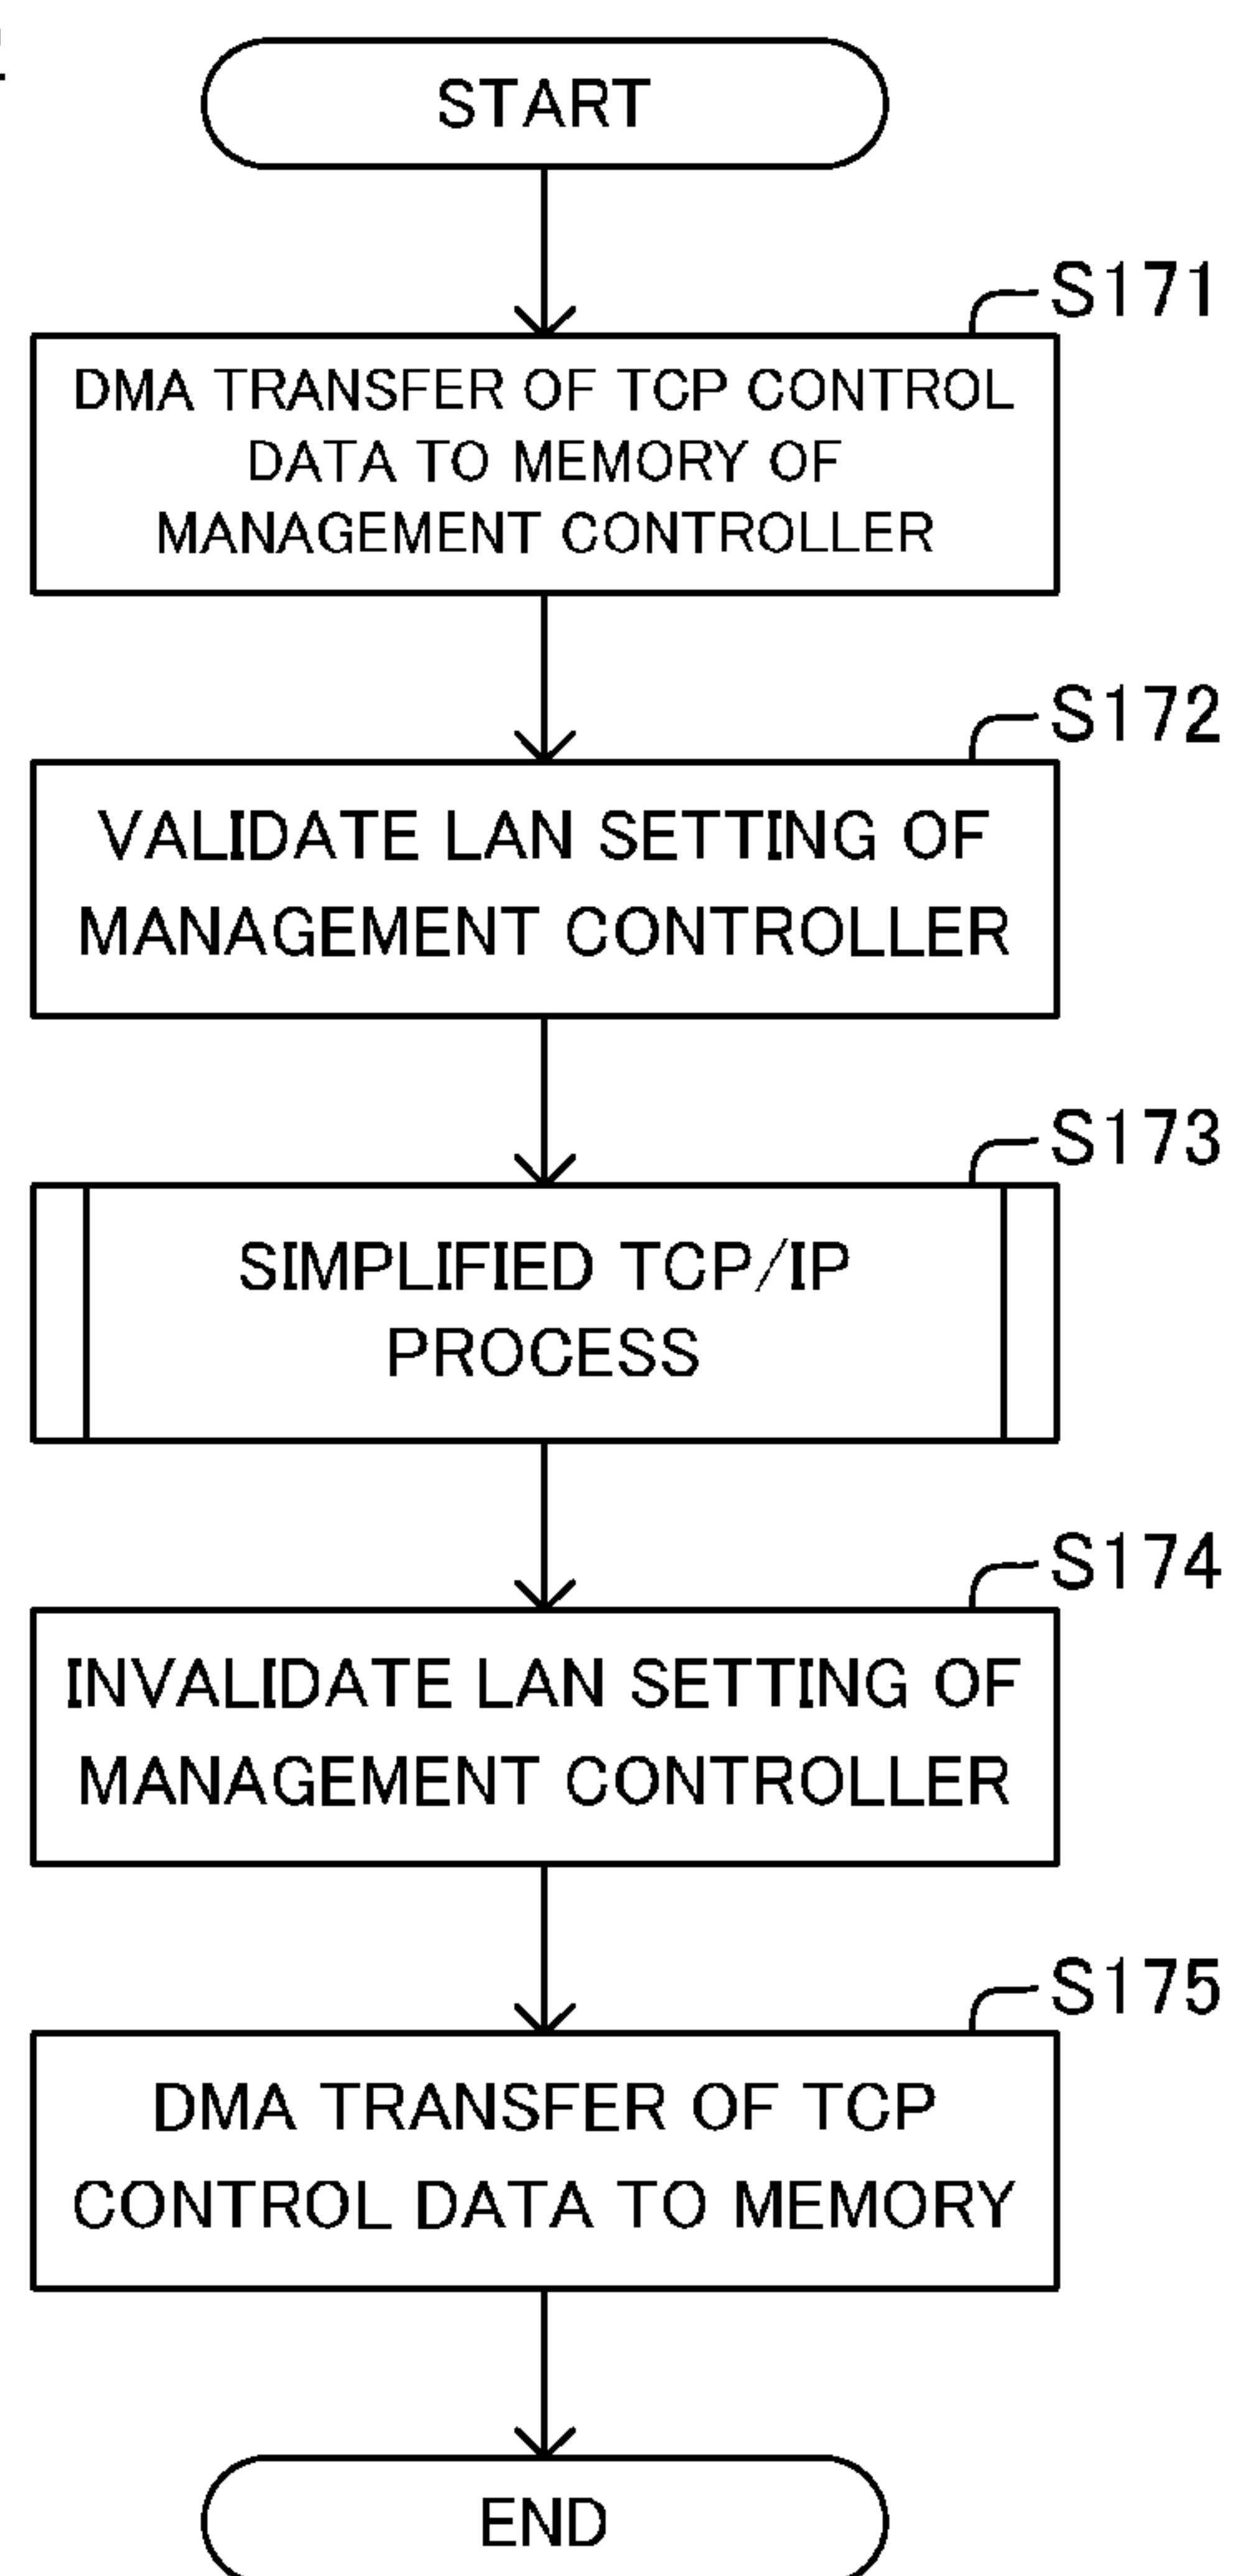 START
S171
DMA TRANSFER OF TCP CONTROL
DATA TO MEMORY OF
MANAGEMENT CONTROLLER
S172
VALIDATE LAN SETTING OF
MANAGEMENT CONTROLLER
S173
SIMPLIFIED TCP/IP
PROCESS
S174
INVALIDATE LAN SETTING OF
MANAGEMENT CONTROLLER
S175
DMA TRANSFER OF TCP
CONTROL DATA TO MEMORY
END